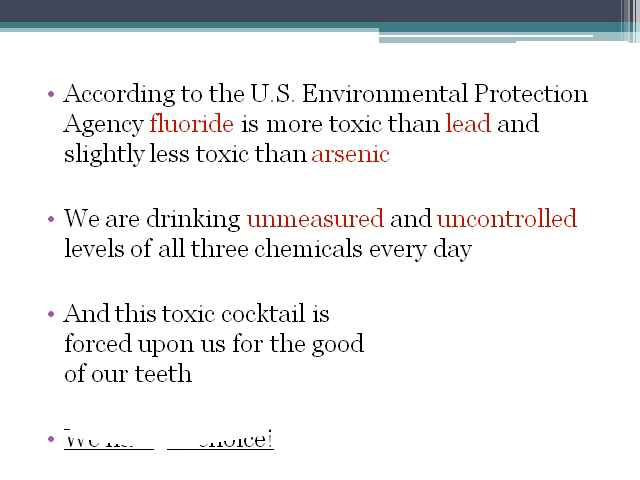 According to the U.S. Environmental Protection
Agency fluoride is more toxic than lead and
slightly less toxic than arsenic
We are drinking unmeasured and uncontrolled
levels of all three chemicals every day
And this toxic cocktail is
forced upon us for the good
of our teeth
We choice!